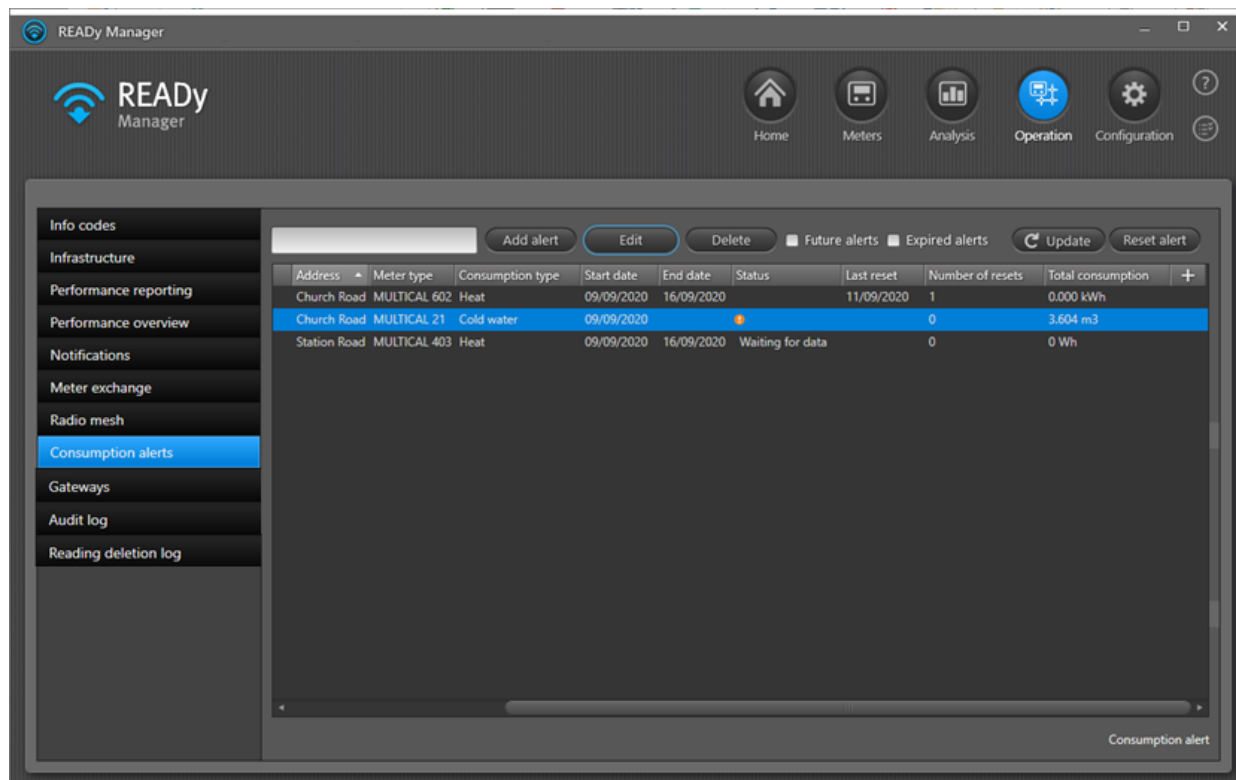 READy Manager
READy
Manager
Home Meters Analysis Operation Configuration
Info codes
Infrastructure
Performance reporting
Performance overview
Notifications
Meter exchange
Radio mesh
Consumption alerts
Gateways
Audit log
Reading deletion log
Add alert Edit Delete Future alerts Expired alerts Update Reset alert
Address Meter type Consumption type Start date End date Status Last reset Number of resets Total consumption +
Church Road MULTICAL 602 Heat 09/09/2020 16/09/2020 11/09/2020 1 0.000 kWh
Church Road MULTICAL 21 Cold water 09/09/2020 0 3.604 m3
Station Road MULTICAL 403 Heat 09/09/2020 16/09/2020 Waiting for data 0 0 Wh
Consumption alert